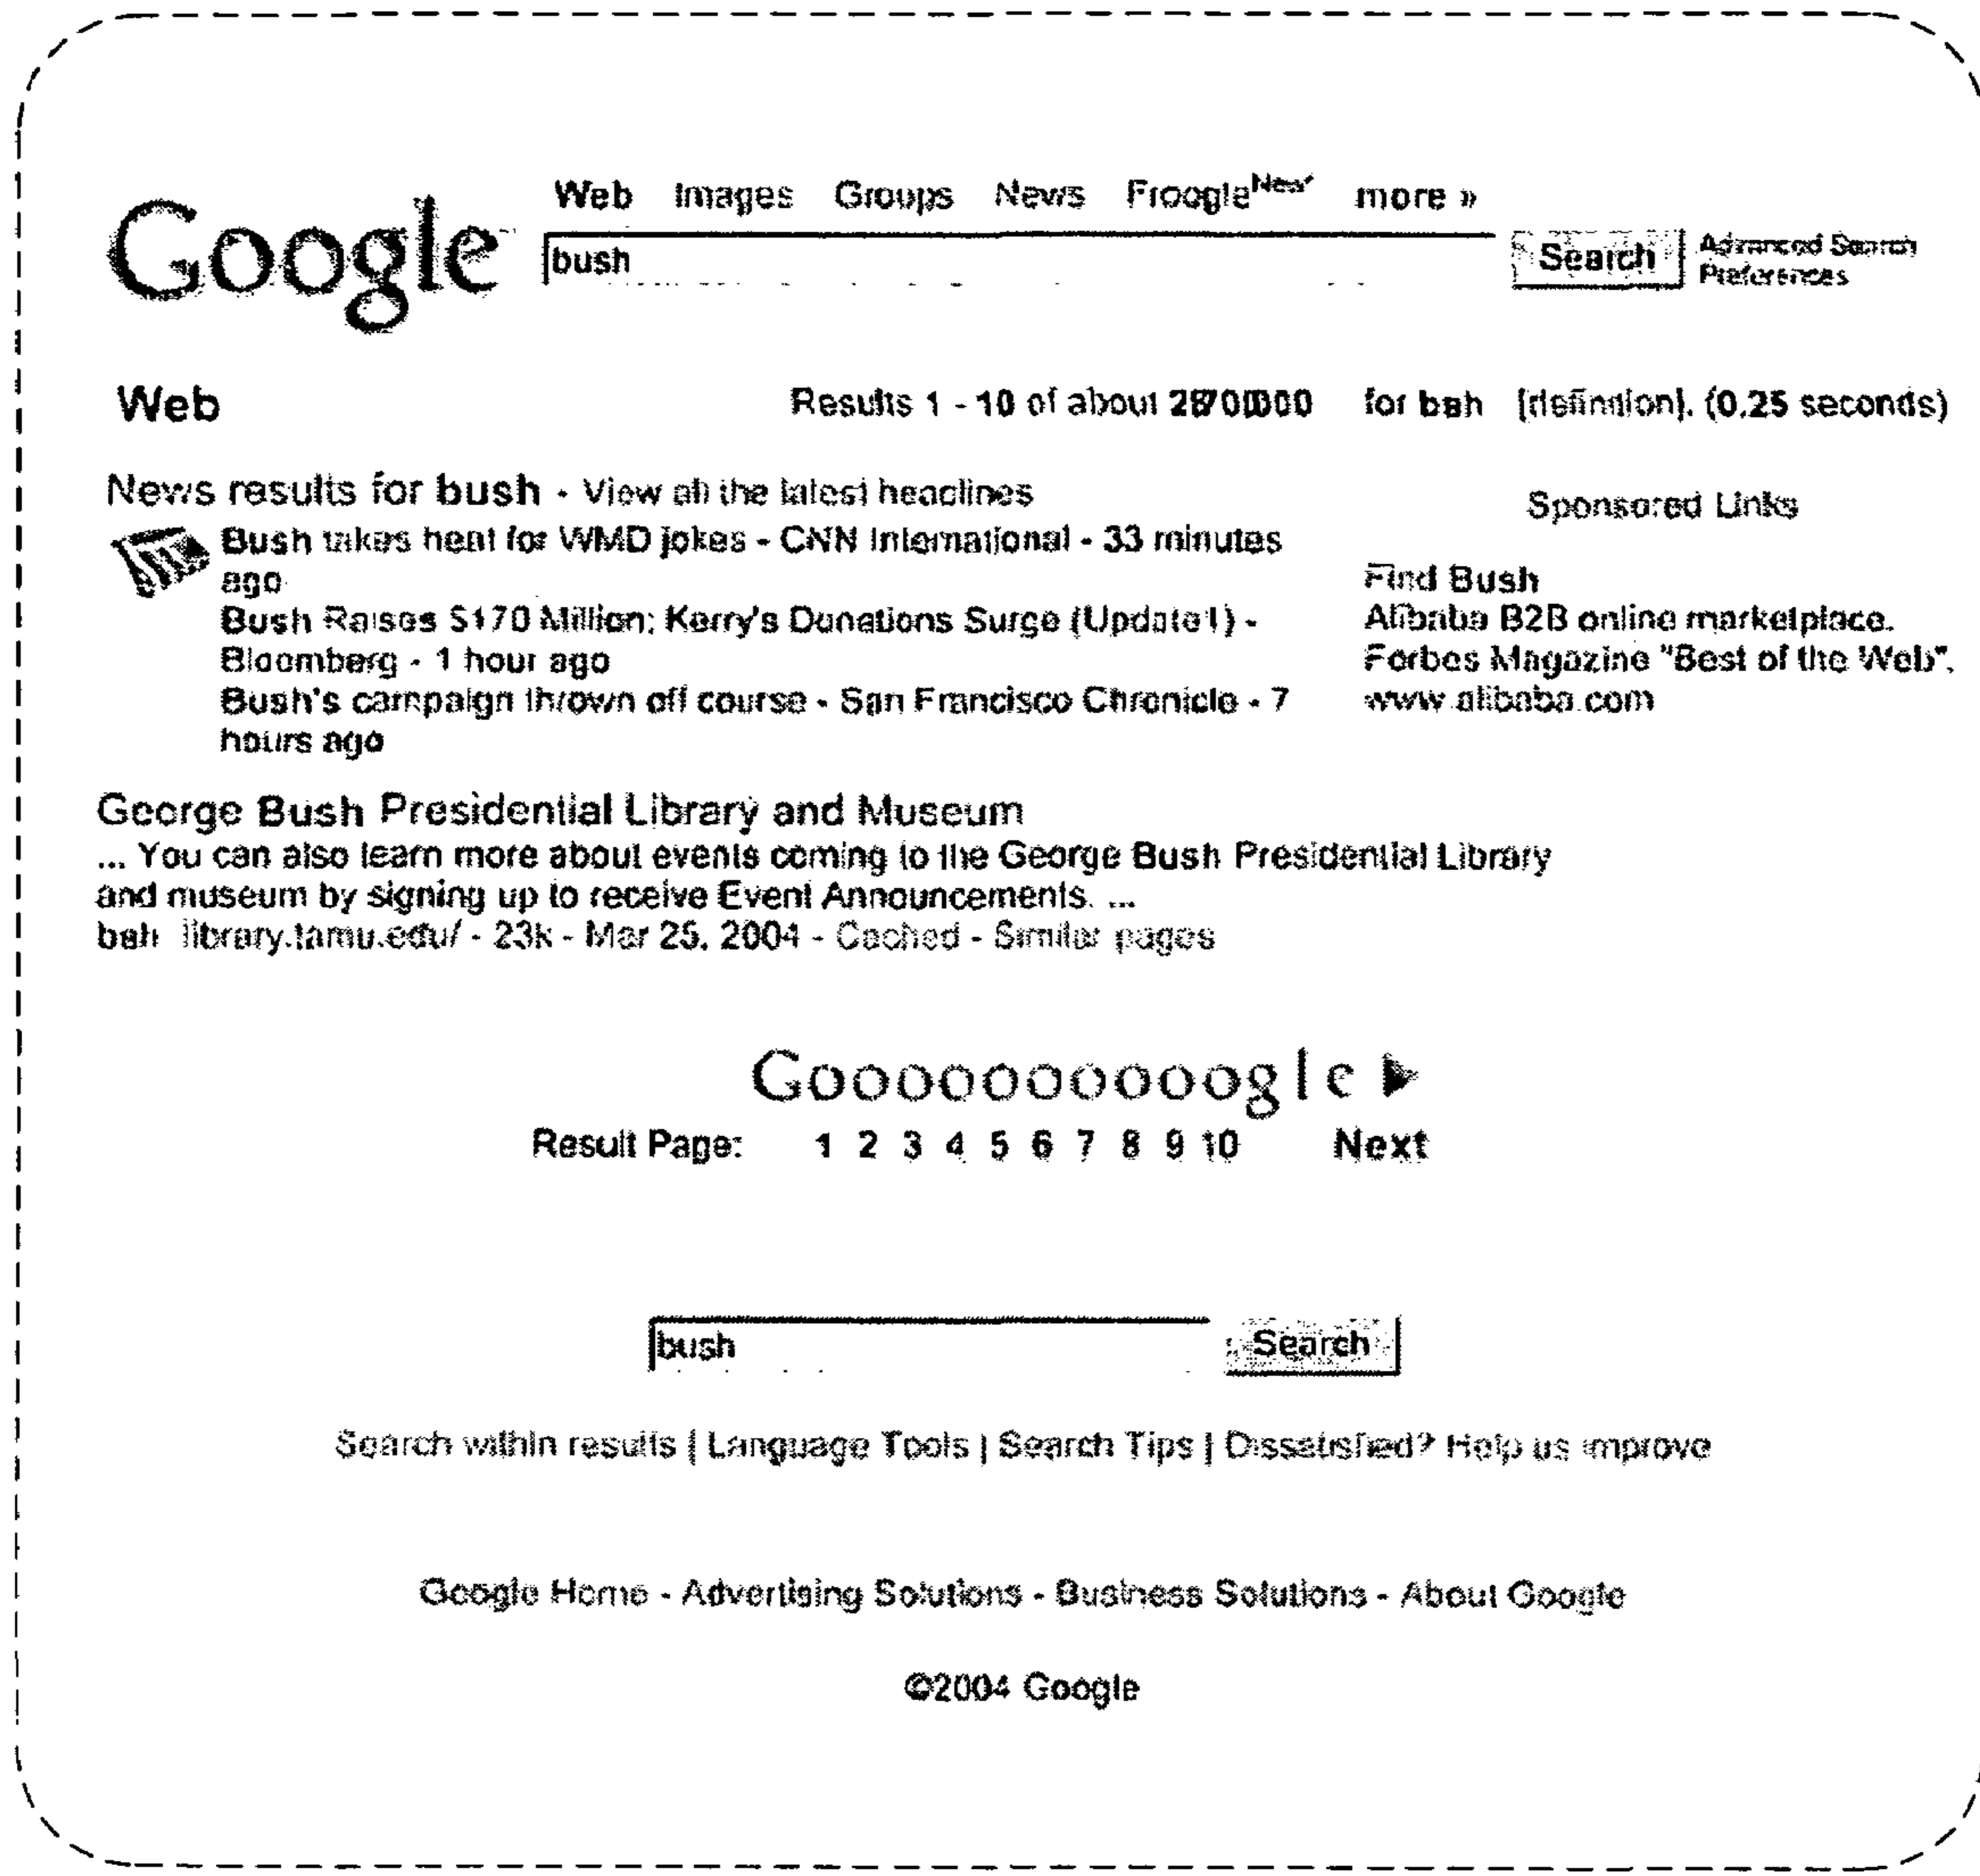 Web Images Groups News Froogle New! more »
Google
bush Search Advanced Search
Preferences
Web Results 1 - 10 of about for bsh [definition]. (0.25 seconds)
News results for bush - View all the latest headlines
Sponsored Links
Bush takes heat for WMD jokes - CNN International - 33 minutes
ago
Bush Raises $170 Million; Kerry's Donations Surge (Update1) -
Bloomberg - 1 hour ago
Bush's campaign thrown off course - San Francisco Chronicle - 7
hours ago
Find Bush
Alibaba B2B online marketplace.
Forbes Magazine "Best of the Web".
www.alibaba.com
George Bush Presidential Library and Museum
... You can also learn more about events coming to the George Bush Presidential Library
and museum by signing up to receive Event Announcements. ...
bsh library.tamu.edu/ - 23k - Mar 25, 2004 - Cached - Similar pages
Goooooooooogle ▶
Result Page: 1 2 3 4 5 6 7 8 9 10 Next
bush Search
Search within results | Language Tools | Search Tips | Dissatisfied? Help us improve
Google Home - Advertising Solutions - Business Solutions - About Google
©2004 Google